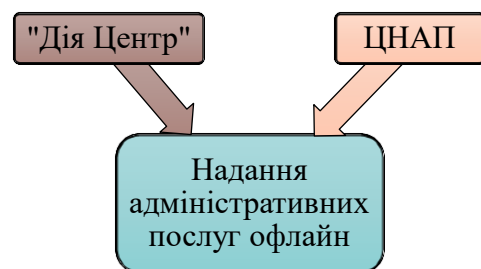 "Дія Центр"
ЦНАП
Надання
адміністративних
послуг офлайн